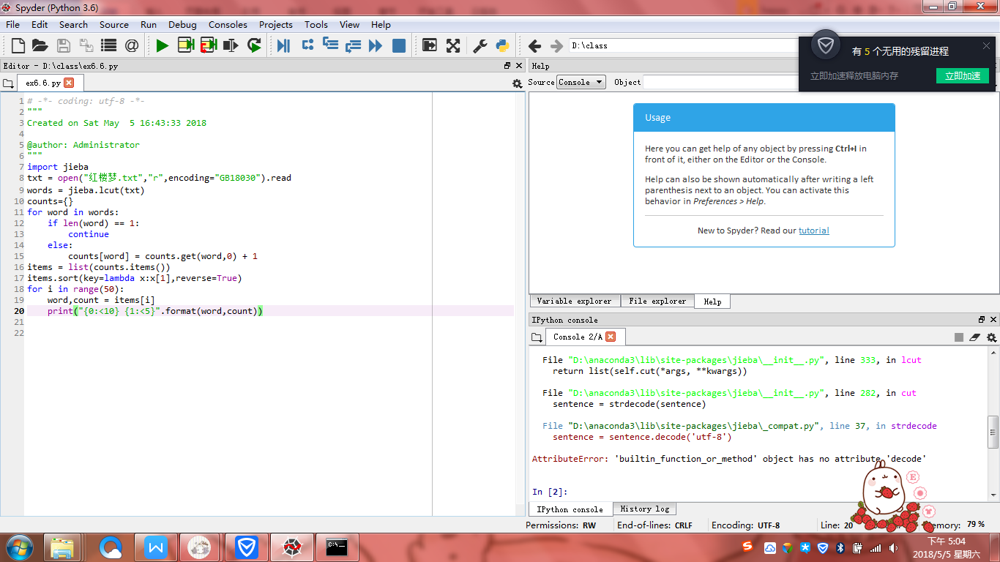 Spyder (Python 3.6)
File Edit Search Source Run Debug Consoles Projects Tools View Help
D:\class
有 5 个无用的残留进程
立即加速释放电脑内存 立即加速
Editor - D:\class\ex6.6.py
Help
ex6.6.py
Source Console Object
1 # -*- coding: utf-8 -*-
2 """
3 Created on Sat May  5 16:43:33 2018
4
5 @author: Administrator
6 """
7 import jieba
8 txt = open("红楼梦.txt","r",encoding="GB18030").read
9 words = jieba.lcut(txt)
10 counts={}
11 for word in words:
12     if len(word) == 1:
13         continue
14     else:
15         counts[word] = counts.get(word,0) + 1
16 items = list(counts.items())
17 items.sort(key=lambda x:x[1],reverse=True)
18 for i in range(50):
19     word,count = items[i]
20     print("{0:<10} {1:<5}".format(word,count))
21
22
Usage
Here you can get help of any object by pressing Ctrl+I in
front of it, either on the Editor or the Console.
Help can also be shown automatically after writing a left
parenthesis next to an object. You can activate this
behavior in Preferences > Help.
New to Spyder? Read our tutorial
Variable explorer File explorer Help
IPython console
Console 2/A
File "D:\anaconda3\lib\site-packages\jieba\__init__.py", line 333, in lcut
return list(self.cut(*args, **kwargs))
File "D:\anaconda3\lib\site-packages\jieba\__init__.py", line 282, in cut
sentence = strdecode(sentence)
File "D:\anaconda3\lib\site-packages\jieba\_compat.py", line 37, in strdecode
sentence = sentence.decode('utf-8')
AttributeError: 'builtin_function_or_method' object has no attribute 'decode'
In [2]:
E
IPython console History log
Permissions: RW End-of-lines: CRLF Encoding: UTF-8 Line: 20 emory: 79 %
C:\_
下午 5:04
2018/5/5 星期六